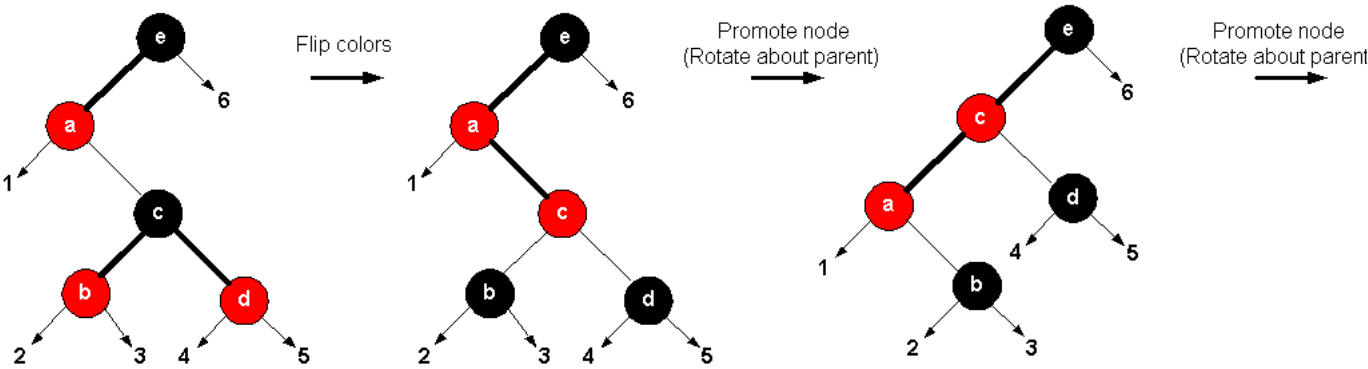 e
Flip colors
e
Promote node
(Rotate about parent)
e
Promote node
(Rotate about parent
6
6
6
a
a
c
1
1
c
c
a
d
4
5
1
b
d
b
d
b
2
3
4
5
2
3
4
5
2
3